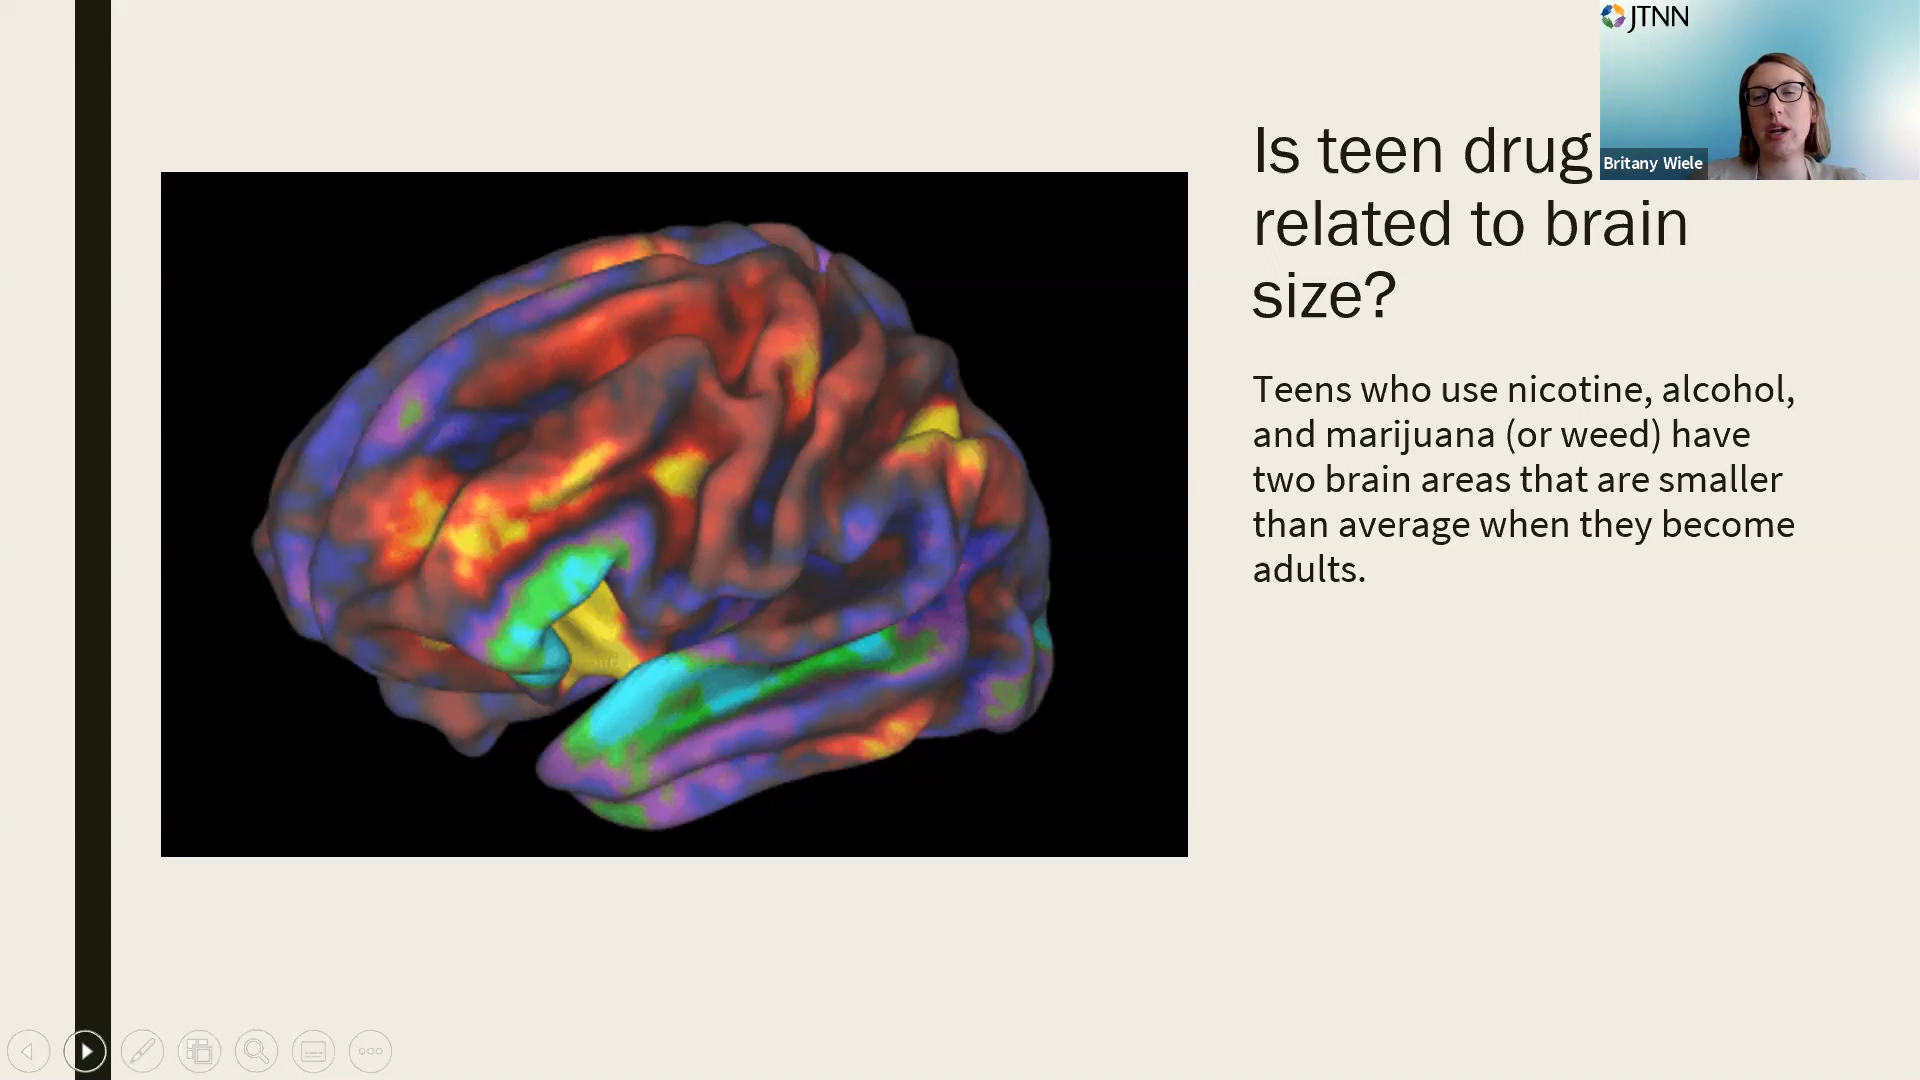 JTNN
Britany Wiele
Is teen drug
related to brain
size?
Teens who use nicotine, alcohol,
and marijuana (or weed) have
two brain areas that are smaller
than average when they become
adults.